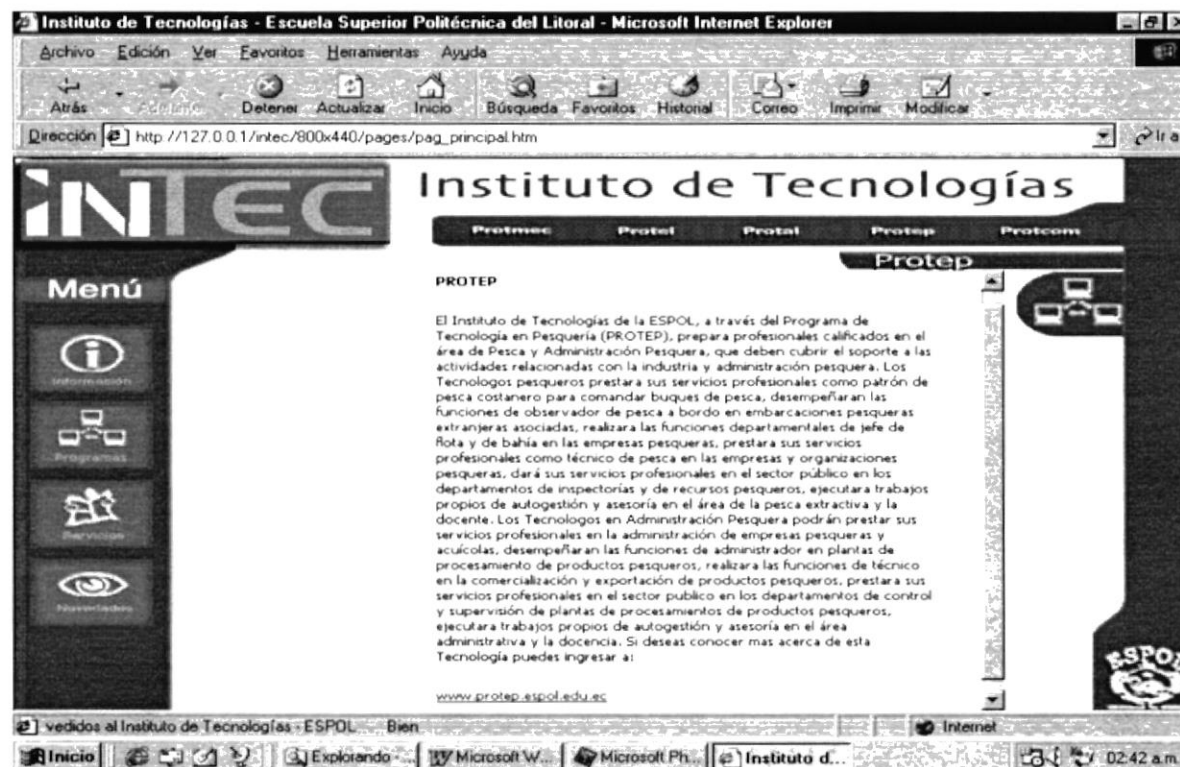 Instituto de Tecnologías - Escuela Superior Politécnica del Litoral - Microsoft Internet Explorer
Archivo Edición Ver Favoritos Herramientas Ayuda
Atrás Adelante Detener Actualizar Inicio Búsqueda Favoritos Historial Correo Imprimir Modificar
Dirección http://127.0.0.1/intec/800x440/pages/pag_principal.htm Ir a
INTEC
Instituto de Tecnologías
Protmec Protel Protal Protep Protcom
Protep
Menú
Información
Programas
Servicios
Novedades
PROTEP
El Instituto de Tecnologías de la ESPOL, a través del Programa de
Tecnología en Pesquería (PROTEP), prepara profesionales calificados en el
área de Pesca y Administración Pesquera, que deben cubrir el soporte a las
actividades relacionadas con la industria y administración pesquera. Los
Tecnologos pesqueros prestara sus servicios profesionales como patrón de
pesca costanero para comandar buques de pesca, desempeñaran las
funciones de observador de pesca a bordo en embarcaciones pesqueras
extranjeras asociadas, realizara las funciones departamentales de jefe de
flota y de bahía en las empresas pesqueras, prestara sus servicios
profesionales como técnico de pesca en las empresas y organizaciones
pesqueras, dará sus servicios profesionales en el sector público en los
departamentos de inspectorías y de recursos pesqueros, ejecutara trabajos
propios de autogestión y asesoría en el área de la pesca extractiva y la
docente. Los Tecnologos en Administración Pesquera podrán prestar sus
servicios profesionales en la administración de empresas pesqueras y
acuícolas, desempeñaran las funciones de administrador en plantas de
procesamiento de productos pesqueros, realizara las funciones de técnico
en la comercialización y exportación de productos pesqueros, prestara sus
servicios profesionales en el sector publico en los departamentos de control
y supervisión de plantas de procesamientos de productos pesqueros,
ejecutara trabajos propios de autogestión y asesoría en el área
administrativa y la docencia. Si deseas conocer mas acerca de esta
Tecnología puedes ingresar a:
www.protep.espol.edu.ec
ESPOL
vedidos al Instituto de Tecnologías - ESPOL Bien Internet
Inicio Explorando ... Microsoft W... Microsoft Ph... Instituto d... 02:42 a.m.